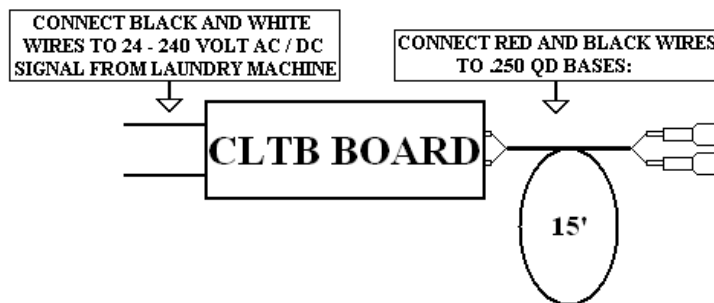 CONNECT BLACK AND WHITE
WIRES TO 24 - 240 VOLT AC / DC
SIGNAL FROM LAUNDRY MACHINE
CONNECT RED AND BLACK WIRES
TO .250 QD BASES:
CLTB BOARD
15'